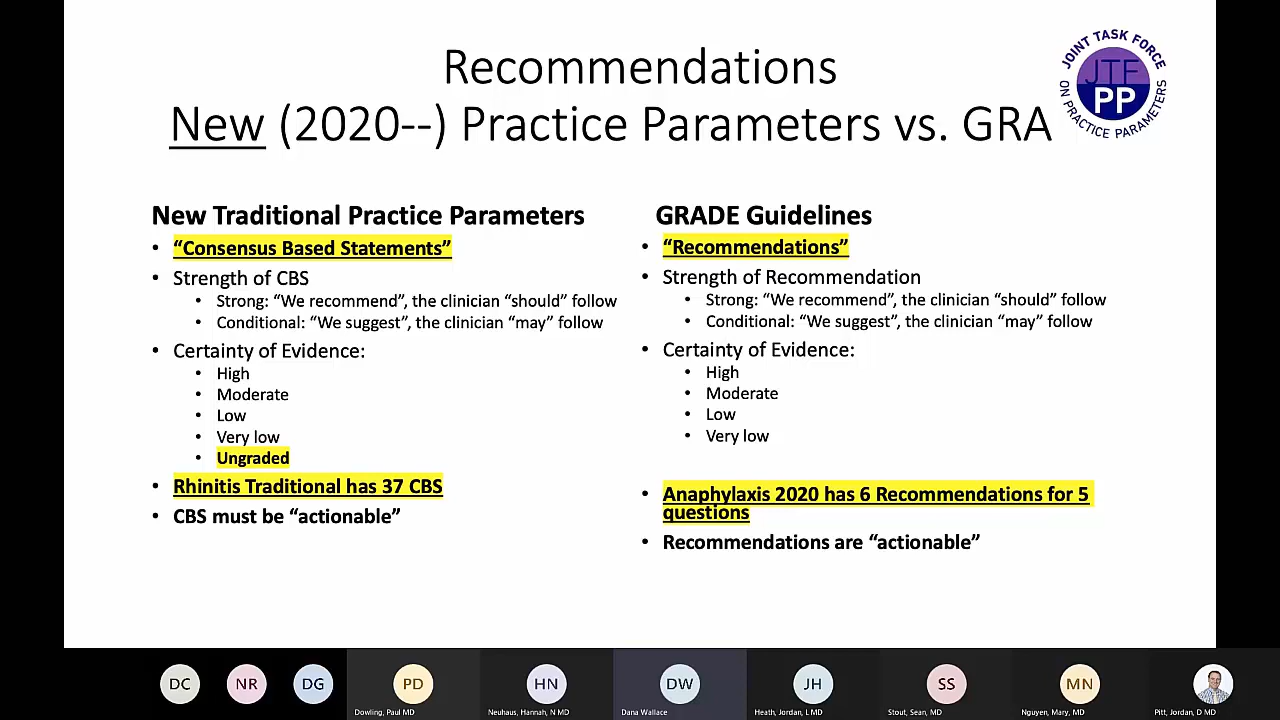 Recommendations
New (2020--) Practice Parameters vs. GRA
JOINT TASK FORCE
ON PRACTICE PARAMETERS
JTF
PP
New Traditional Practice Parameters
• “Consensus Based Statements”
• Strength of CBS
• Strong: “We recommend”, the clinician “should” follow
• Conditional: “We suggest”, the clinician “may” follow
• Certainty of Evidence:
• High
• Moderate
• Low
• Very low
• Ungraded
• Rhinitis Traditional has 37 CBS
• CBS must be “actionable”
GRADE Guidelines
• “Recommendations”
• Strength of Recommendation
• Strong: “We recommend”, the clinician “should” follow
• Conditional: “We suggest”, the clinician “may” follow
• Certainty of Evidence:
• High
• Moderate
• Low
• Very low
• Anaphylaxis 2020 has 6 Recommendations for 5
questions
• Recommendations are “actionable”
DC
NR
DG
PD
Dowling, Paul MD
HN
Neuhaus, Hannah, N MD
DW
Dana Wallace
JH
Heath, Jordan, L MD
SS
Stout, Sean, MD
MN
Nguyen, Mary, MD
Pitt, Jordan, D MD